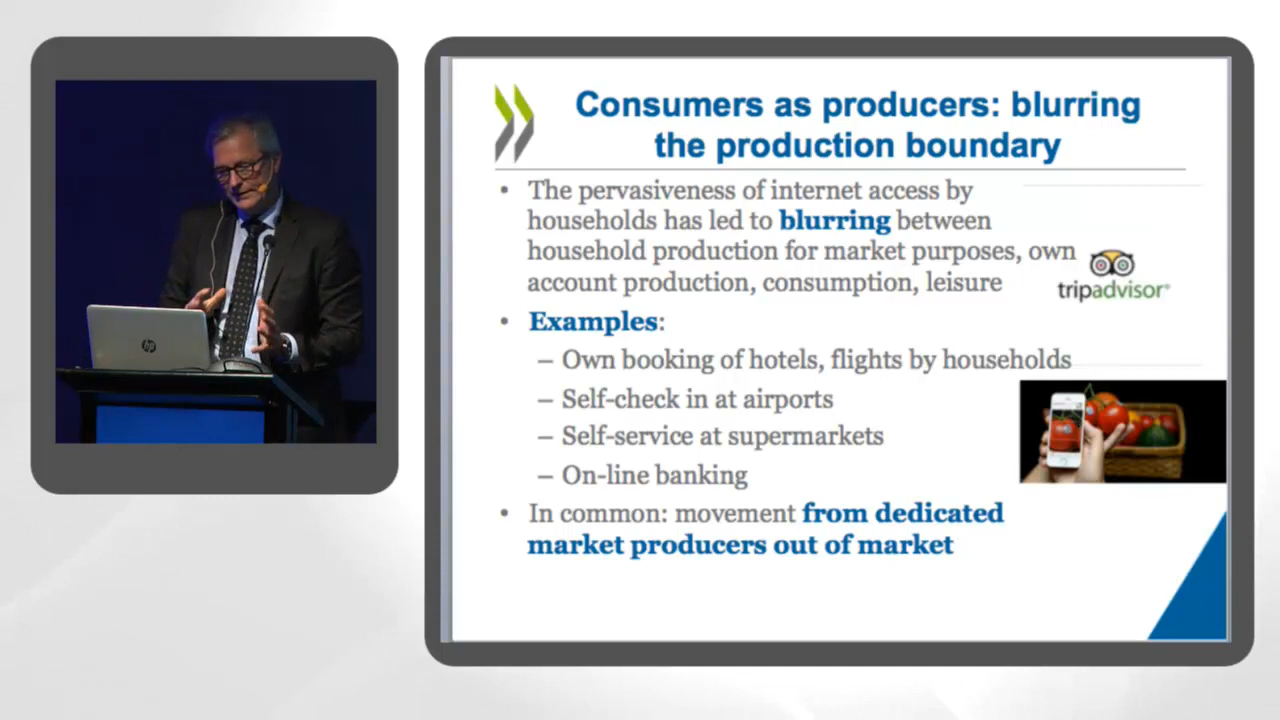 Consumers as producers: blurring
the production boundary
• The pervasiveness of internet access by
households has led to blurring between
household production for market purposes, own
account production, consumption, leisure
tripadvisor®
• Examples:
– Own booking of hotels, flights by households
– Self-check in at airports
– Self-service at supermarkets
– On-line banking
• In common: movement from dedicated
market producers out of market
hp